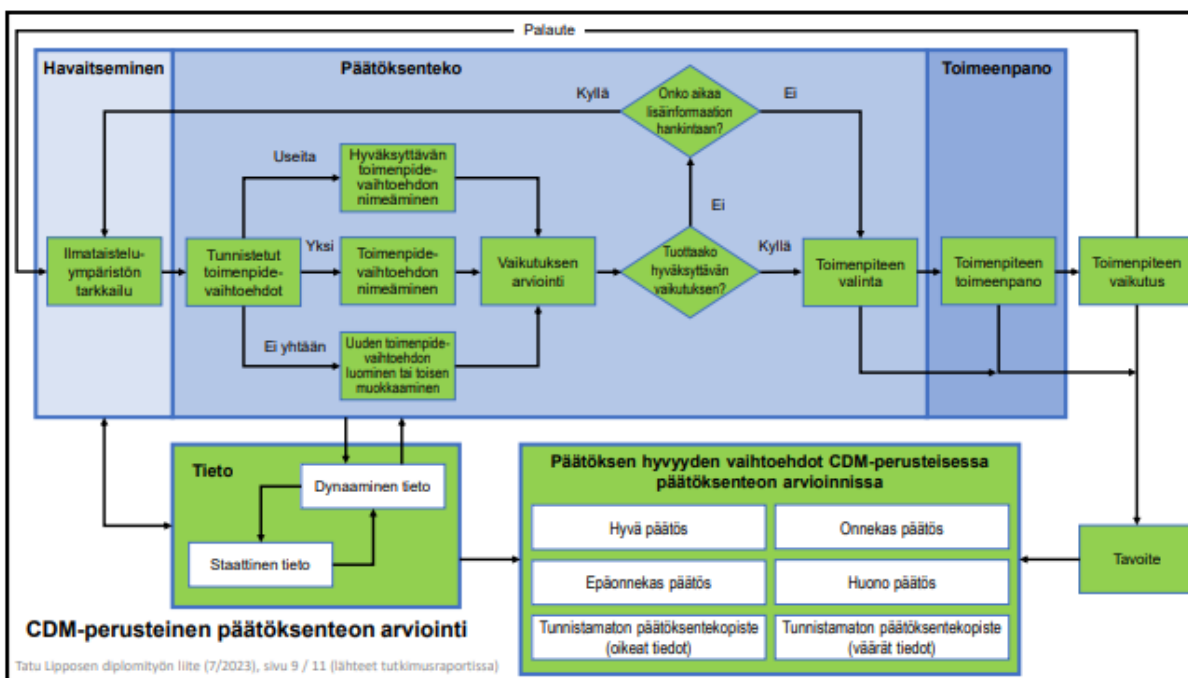 Palaute
Havaitseminen
Päätöksenteko
Toimeenpano
Kyllä
Onko aikaa
lisäinformaation
hankintaan?
Ei
Useita
Hyväksyttävän
toimenpide-
vaihtoehdon
nimeäminen
Ei
Ilmataistelu-
ympäristön
tarkkailu
Tunnistetut
toimenpide-
vaihtoehdot
Yksi
Toimenpide-
vaihtoehdon
nimeäminen
Vaikutuksen
arviointi
Tuottaako
hyväksyttävän
vaikutuksen?
Kyllä
Toimenpiteen
valinta
Toimenpiteen
toimeenpano
Toimenpiteen
vaikutus
Ei yhtään
Uuden toimenpide-
vaihtoehdon
luominen tai toisen
muokkaaminen
Tieto
Dynaaminen tieto
Staattinen tieto
Päätöksen hyvyyden vaihtoehdot CDM-perusteisessa
päätöksenteon arvioinnissa
Hyvä päätös
Onnekas päätös
Epäonnekas päätös
Huono päätös
Tunnistamaton päätöksentekopiste
(oikeat tiedot)
Tunnistamaton päätöksentekopiste
(väärät tiedot)
Tavoite
CDM-perusteinen päätöksenteon arviointi
Tatu Lipposen diplomityön liite (7/2023), sivu 9 / 11 (lähteet tutkimusraportissa)